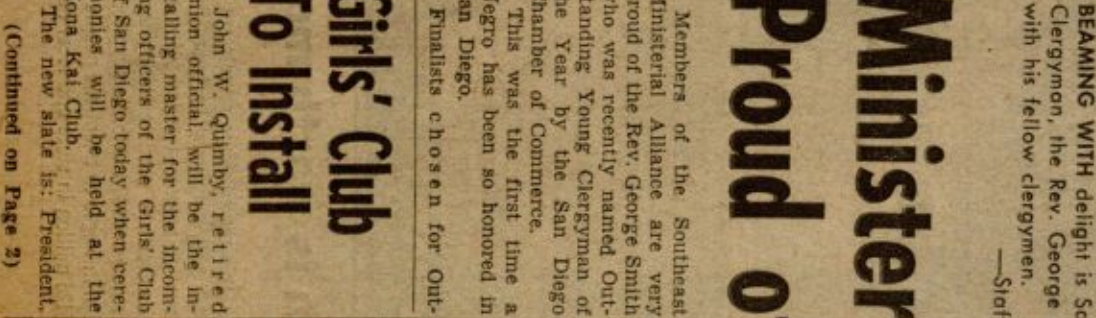 BEAMING WITH delight is
Clergyman, the Rev. George
with his fellow clergymen.
Minister
Proud
Members of the Southeast
Ministerial Alliance are very
proud of the Rev. George Smith
who was recently named Out-
standing Young Clergyman of
the Year by the San Diego
Chamber of Commerce.
This was the first time a
Negro has been so honored in
San Diego.
Finalists chosen for Out-
Girls' Club
To Install
John W. Quimby, retired
union official, will be the in-
stalling master for the incom-
ing officers of the Girls' Club
of San Diego today when cere-
monies will be held at the
Kona Kai Club.
The new slate is: President,
(Continued on Page 2)